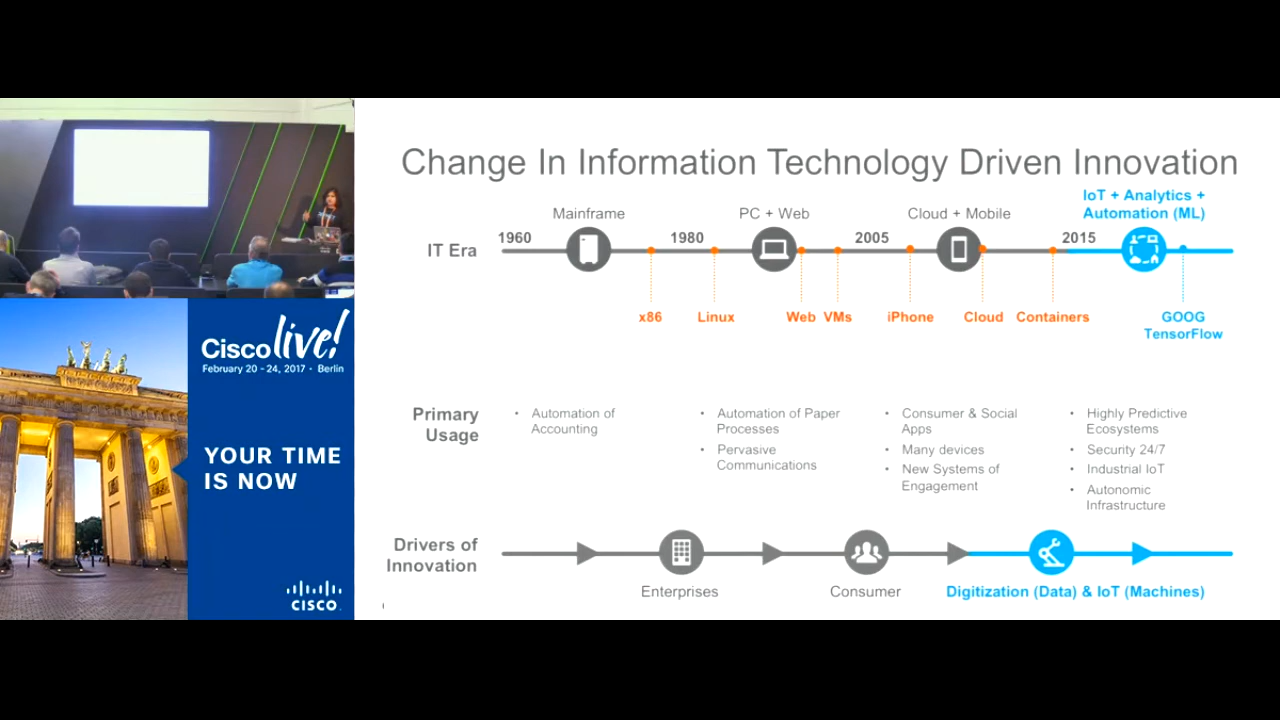 Cisco live!
February 20 - 24, 2017 • Berlin
YOUR TIME
IS NOW
CISCO
Change In Information Technology Driven Innovation
IT Era
1960
Mainframe
1980
PC + Web
2005
Cloud + Mobile
2015
IoT + Analytics +
Automation (ML)
x86
Linux
Web
VMs
iPhone
Cloud
Containers
GOOG
TensorFlow
Primary
Usage
• Automation of
Accounting
• Automation of Paper
Processes
• Pervasive
Communications
• Consumer & Social
Apps
• Many devices
• New Systems of
Engagement
• Highly Predictive
Ecosystems
• Security 24/7
• Industrial IoT
• Autonomic
Infrastructure
Drivers of
Innovation
Enterprises
Consumer
Digitization (Data) & IoT (Machines)